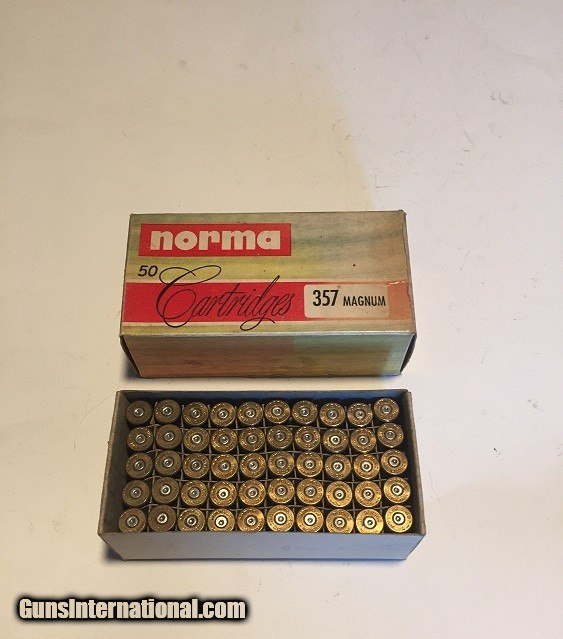 norma
50
Cartridges
357 MAGNUM
GunsInternational.com